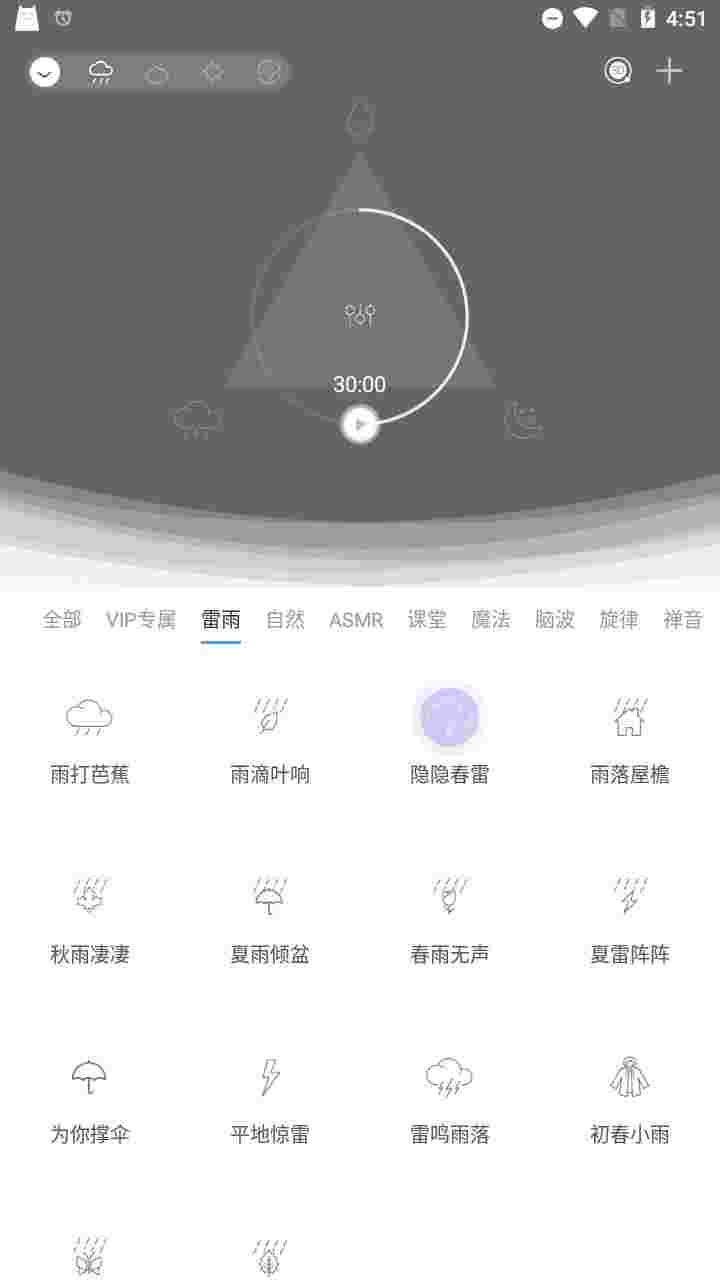 4:51
30:00
全部 VIP专属 雷雨 自然 ASMR 课堂 魔法 脑波 旋律 禅音
雨打芭蕉 雨滴叶响 隐隐春雷 雨落屋檐
秋雨凄凄 夏雨倾盆 春雨无声 夏雷阵阵
为你撑伞 平地惊雷 雷鸣雨落 初春小雨